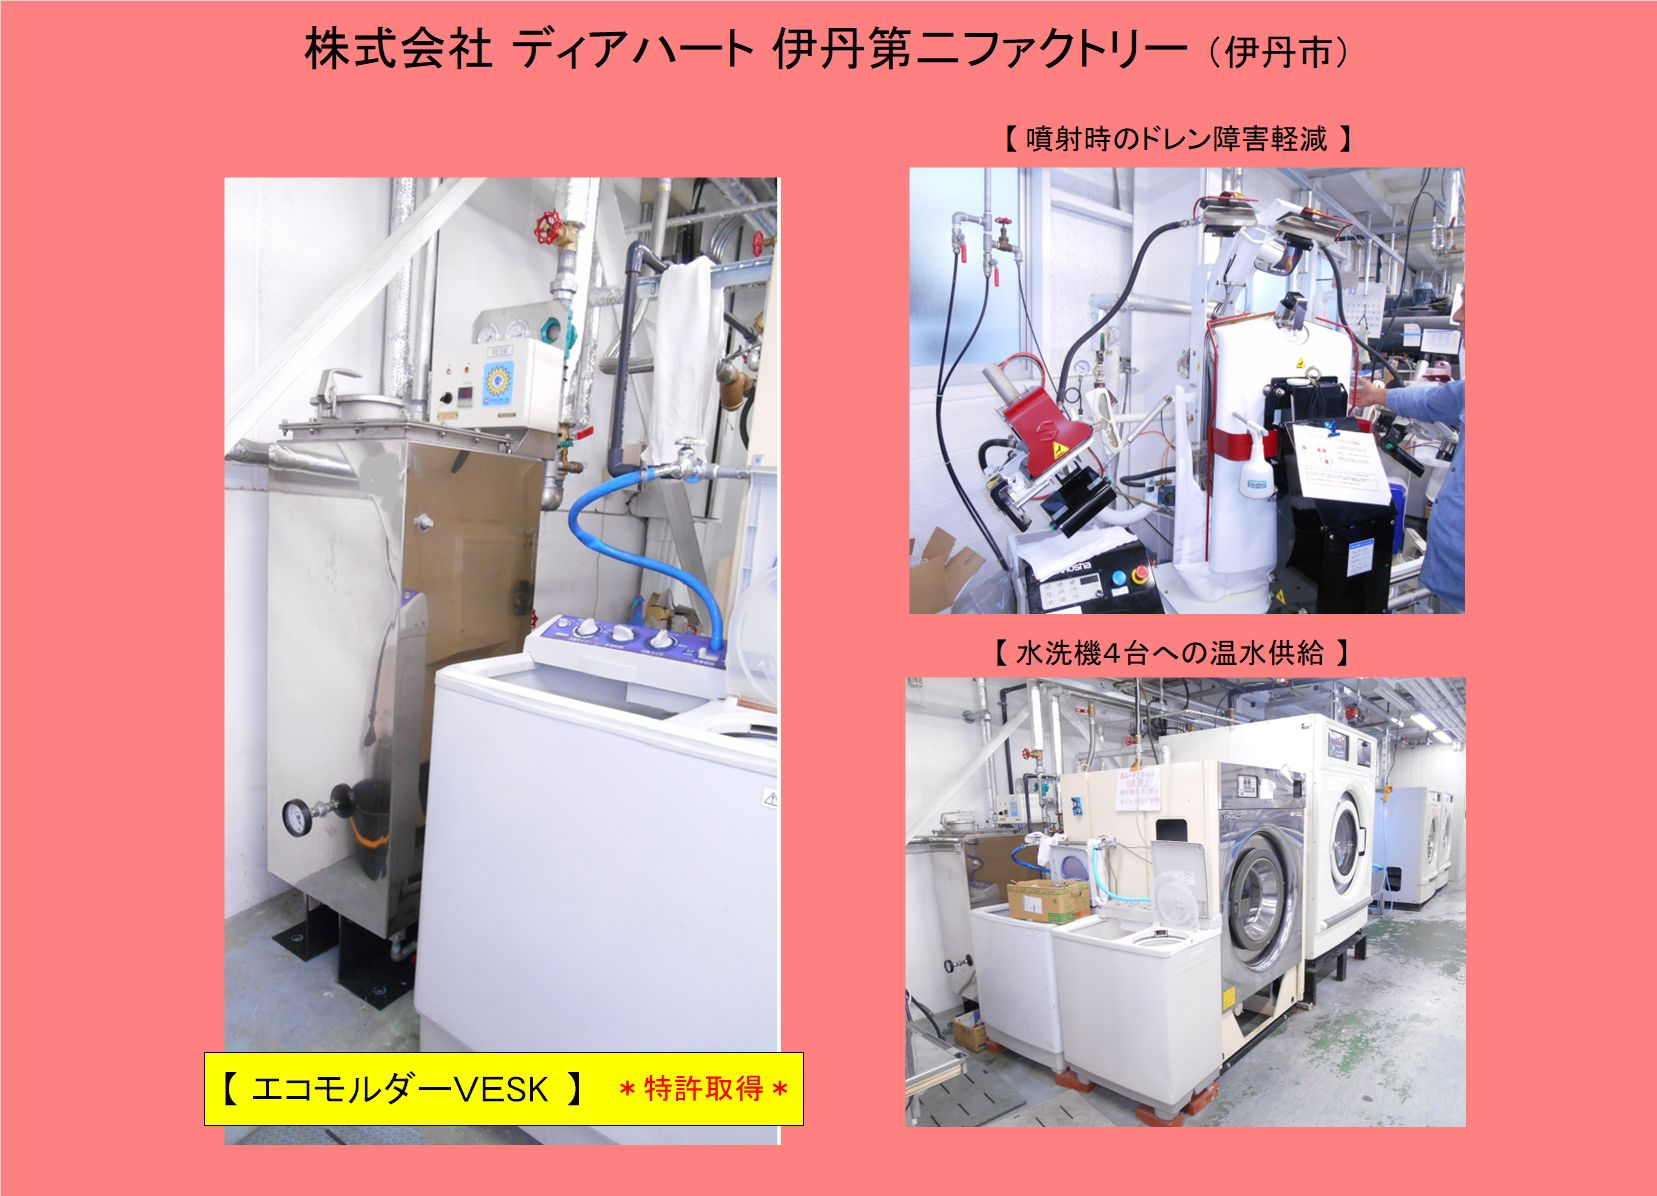 株式会社 ディアハート 伊丹第二ファクトリー（伊丹市）
【 噴射時のドレン障害軽減 】
VESK
【 水洗機４台への温水供給 】
【 エコモルダーVESK 】 ＊特許取得＊